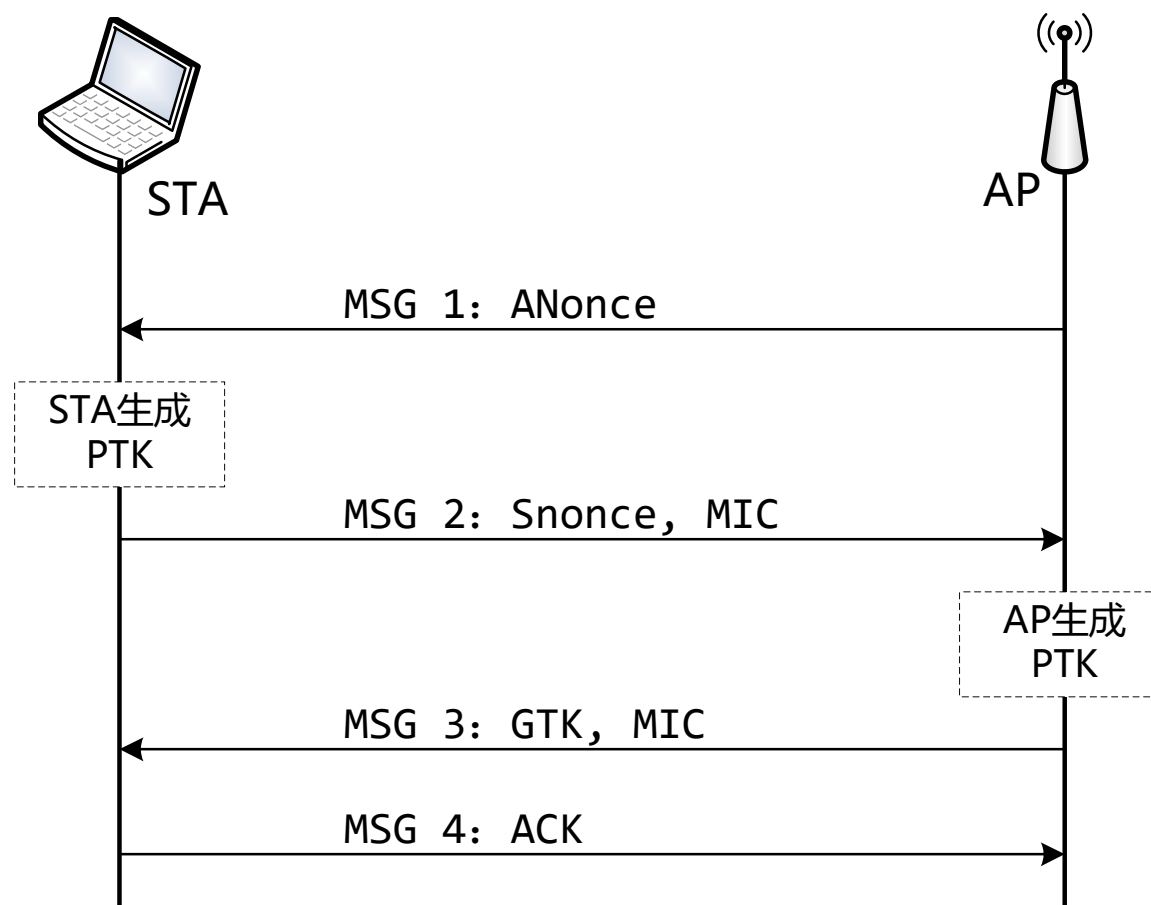 STA
AP
MSG 1：ANonce
STA生成
PTK
MSG 2：Snonce, MIC
AP生成
PTK
MSG 3：GTK, MIC
MSG 4：ACK